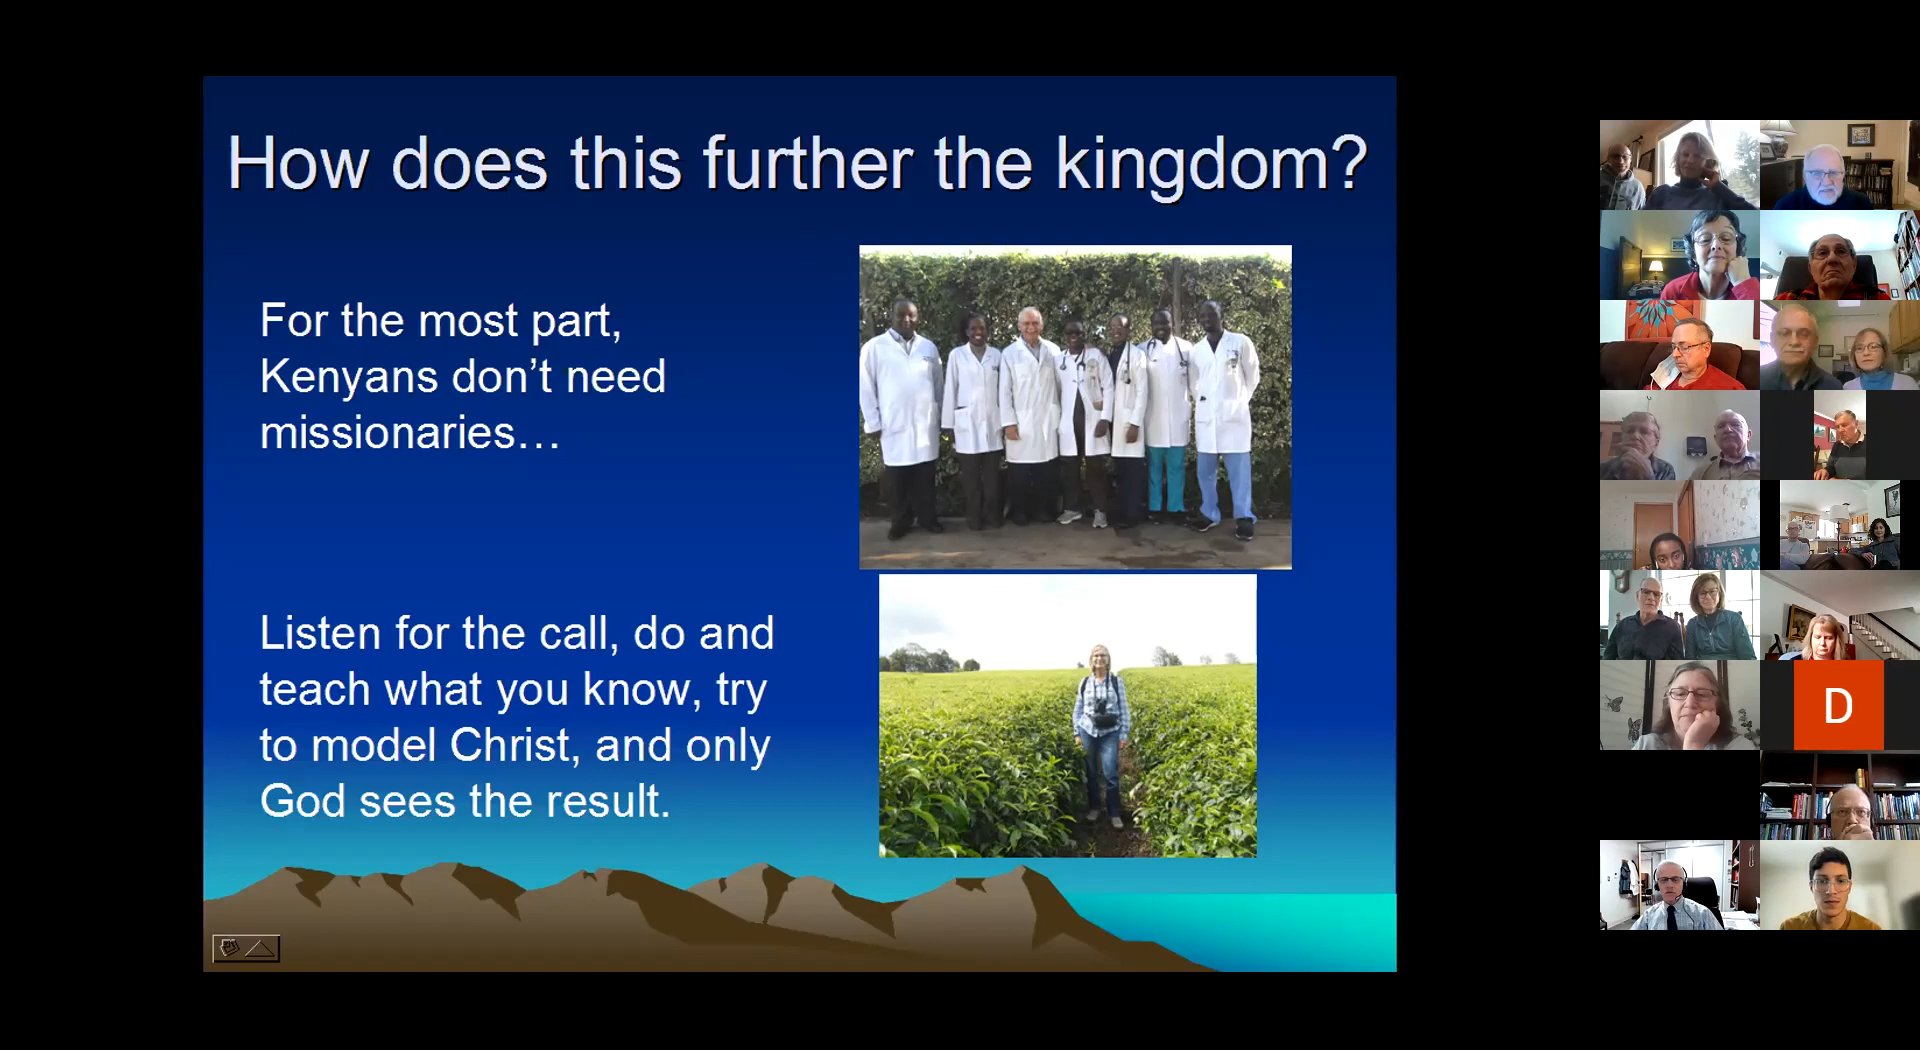 How does this further the kingdom?
For the most part,
Kenyans don’t need
missionaries…
Listen for the call, do and
teach what you know, try
to model Christ, and only
God sees the result.
D